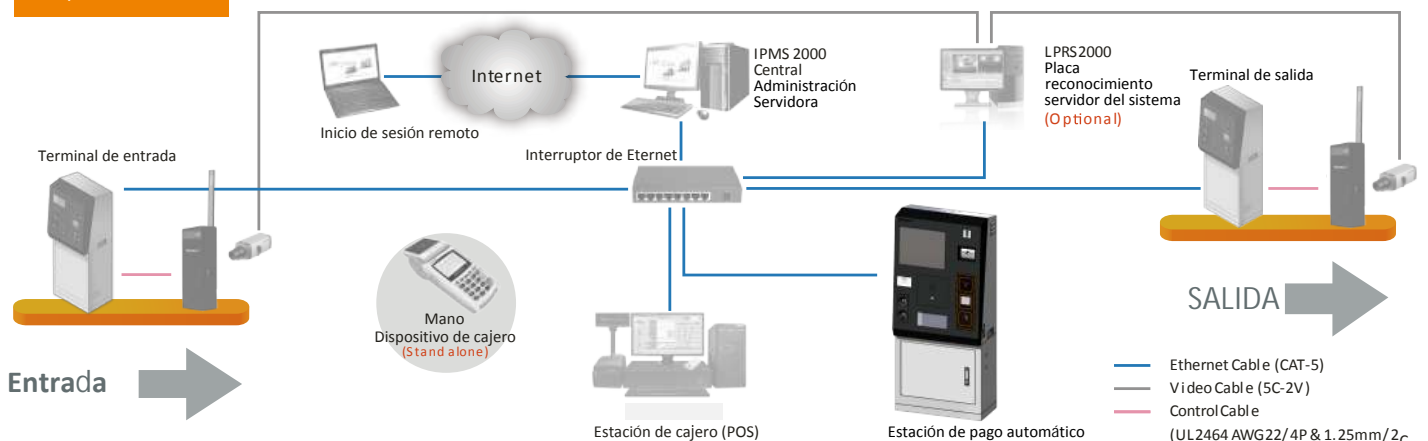 Internet
Inicio de sesión remoto
IPMS 2000
Central
Administración
Servidora
LPRS2000
Placa
reconocimiento
servidor del sistema
(Optional)
Terminal de salida
Terminal de entrada
Interruptor de Eternet
Mano
Dispositivo de cajero
(Stand alone)
SALIDA
Entrada
Estación de cajero (POS)
Estación de pago automático
Ethernet Cable (CAT-5)
Video Cable (5C-2V)
Control Cable
(UL2464 AWG22/4P & 1.25mm/2C